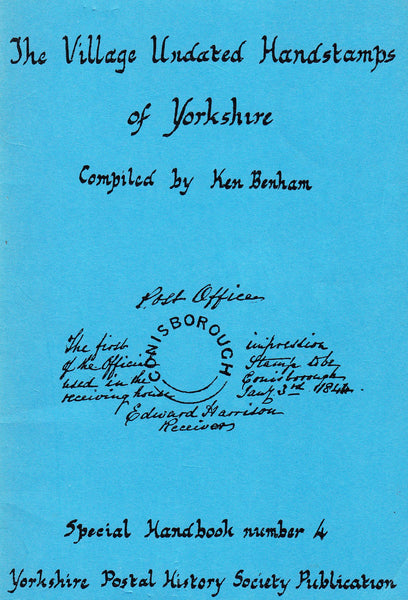 The Village Undated Handstamps
of Yorkshire
Compiled by Ken Benham
Post Office
CONISBOROUGH
The first impression
of the Official Stamp to be
used in the Conisborough
receiving house Jany 3rd 1844
Edward Harrison
Receiver
Special Handbook number 4
Yorkshire Postal History Society Publication